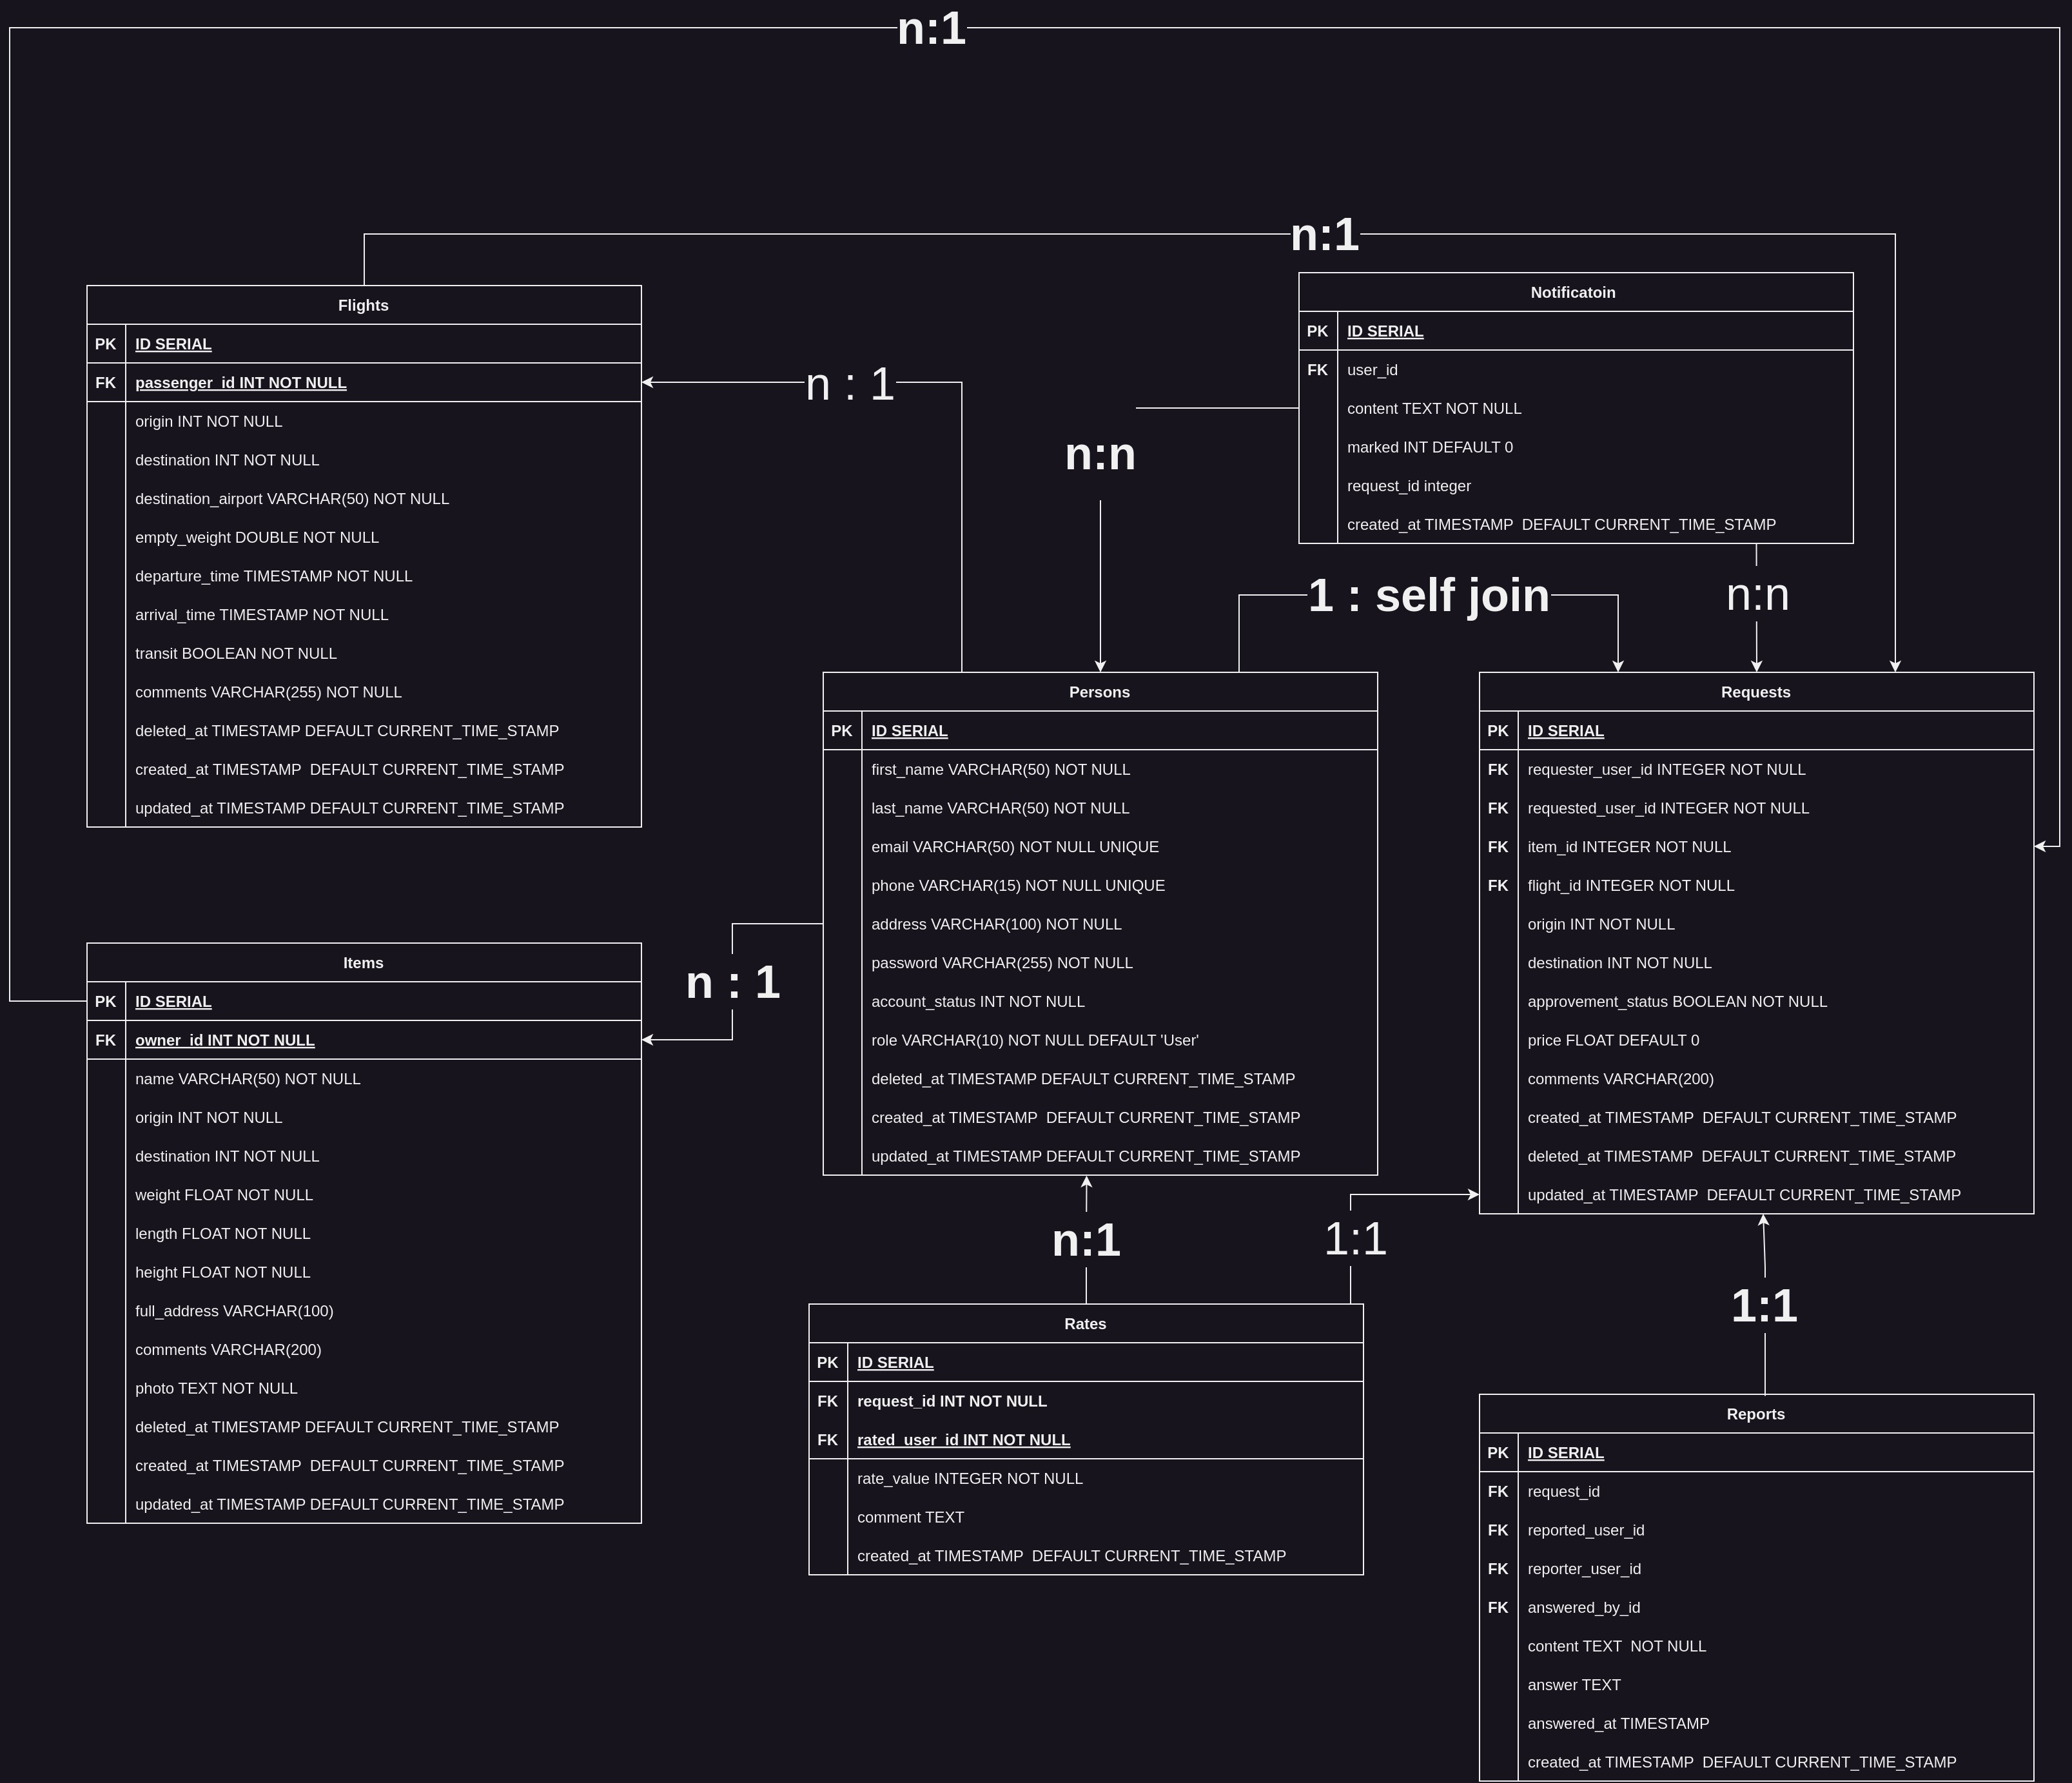 n:1
n:1
Flights
PK ID SERIAL
FK passenger_id INT NOT NULL
origin INT NOT NULL
destination INT NOT NULL
destination_airport VARCHAR(50) NOT NULL
empty_weight DOUBLE NOT NULL
departure_time TIMESTAMP NOT NULL
arrival_time TIMESTAMP NOT NULL
transit BOOLEAN NOT NULL
comments VARCHAR(255) NOT NULL
deleted_at TIMESTAMP DEFAULT CURRENT_TIME_STAMP
created_at TIMESTAMP  DEFAULT CURRENT_TIME_STAMP
updated_at TIMESTAMP DEFAULT CURRENT_TIME_STAMP
n : 1
n:n
Notificatoin
PK ID SERIAL
FK user_id
content TEXT NOT NULL
marked INT DEFAULT 0
request_id integer
created_at TIMESTAMP  DEFAULT CURRENT_TIME_STAMP
1 : self join
n:n
Persons
PK ID SERIAL
first_name VARCHAR(50) NOT NULL
last_name VARCHAR(50) NOT NULL
email VARCHAR(50) NOT NULL UNIQUE
phone VARCHAR(15) NOT NULL UNIQUE
address VARCHAR(100) NOT NULL
password VARCHAR(255) NOT NULL
account_status INT NOT NULL
role VARCHAR(10) NOT NULL DEFAULT 'User'
deleted_at TIMESTAMP DEFAULT CURRENT_TIME_STAMP
created_at TIMESTAMP  DEFAULT CURRENT_TIME_STAMP
updated_at TIMESTAMP DEFAULT CURRENT_TIME_STAMP
Requests
PK ID SERIAL
FK requester_user_id INTEGER NOT NULL
FK requested_user_id INTEGER NOT NULL
FK item_id INTEGER NOT NULL
FK flight_id INTEGER NOT NULL
origin INT NOT NULL
destination INT NOT NULL
approvement_status BOOLEAN NOT NULL
price FLOAT DEFAULT 0
comments VARCHAR(200)
created_at TIMESTAMP  DEFAULT CURRENT_TIME_STAMP
deleted_at TIMESTAMP  DEFAULT CURRENT_TIME_STAMP
updated_at TIMESTAMP  DEFAULT CURRENT_TIME_STAMP
n : 1
Items
PK ID SERIAL
FK owner_id INT NOT NULL
name VARCHAR(50) NOT NULL
origin INT NOT NULL
destination INT NOT NULL
weight FLOAT NOT NULL
length FLOAT NOT NULL
height FLOAT NOT NULL
full_address VARCHAR(100)
comments VARCHAR(200)
photo TEXT NOT NULL
deleted_at TIMESTAMP DEFAULT CURRENT_TIME_STAMP
created_at TIMESTAMP  DEFAULT CURRENT_TIME_STAMP
updated_at TIMESTAMP DEFAULT CURRENT_TIME_STAMP
n:1
1:1
1:1
Rates
PK ID SERIAL
FK request_id INT NOT NULL
FK rated_user_id INT NOT NULL
rate_value INTEGER NOT NULL
comment TEXT
created_at TIMESTAMP  DEFAULT CURRENT_TIME_STAMP
Reports
PK ID SERIAL
FK request_id
FK reported_user_id
FK reporter_user_id
FK answered_by_id
content TEXT  NOT NULL
answer TEXT
answered_at TIMESTAMP
created_at TIMESTAMP  DEFAULT CURRENT_TIME_STAMP